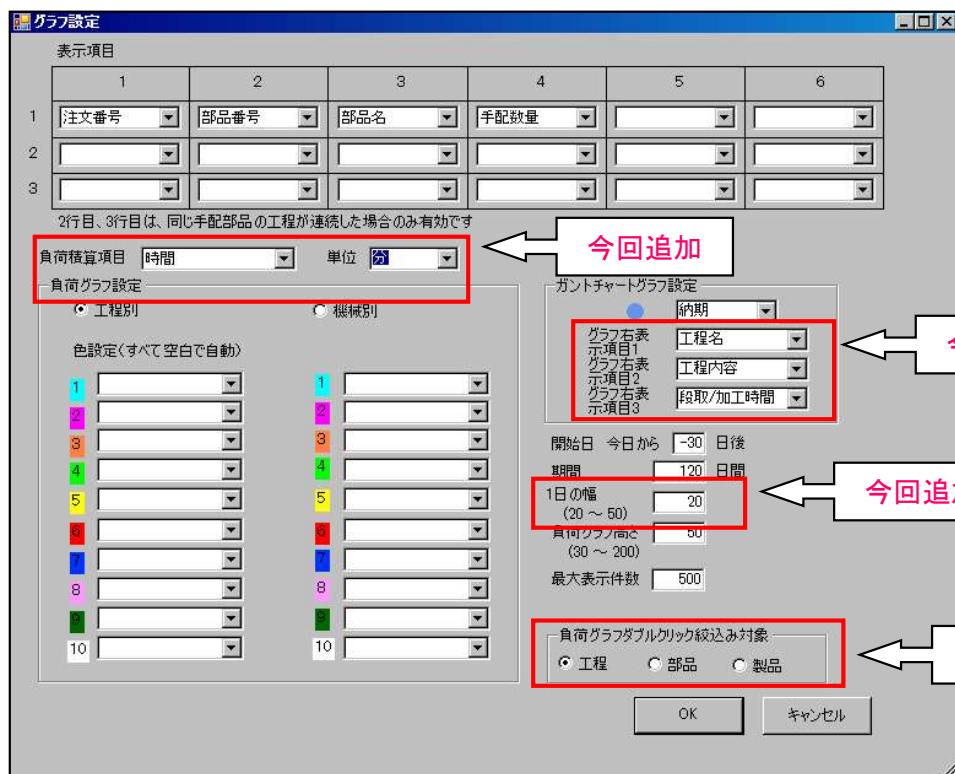 グラフ設定
表示項目
1 2 3 4 5 6
1 注文番号 部品番号 部品名 手配数量
2
3
2行目、3行目は、同じ手配部品の工程が連続した場合のみ有効です
今回追加
負荷積算項目 時間 単位 分
負荷グラフ設定
工程別 機械別
色設定(すべて空白で自動)
1 1
2 2
3 3
4 4
5 5
6 6
7 7
8 8
9 9
10 10
ガントチャートグラフ設定
納期
グラフ右表示項目1 工程名
グラフ右表示項目2 工程内容
グラフ右表示項目3 段取/加工時間
開始日 今日から -30 日後
期間 120 日間
1日の幅 20
(20 ～ 50)
今回追
負荷グラフ高さ 50
(30 ～ 200)
最大表示件数 500
負荷グラフダブルクリック絞込み対象
工程 部品 製品
OK キャンセル